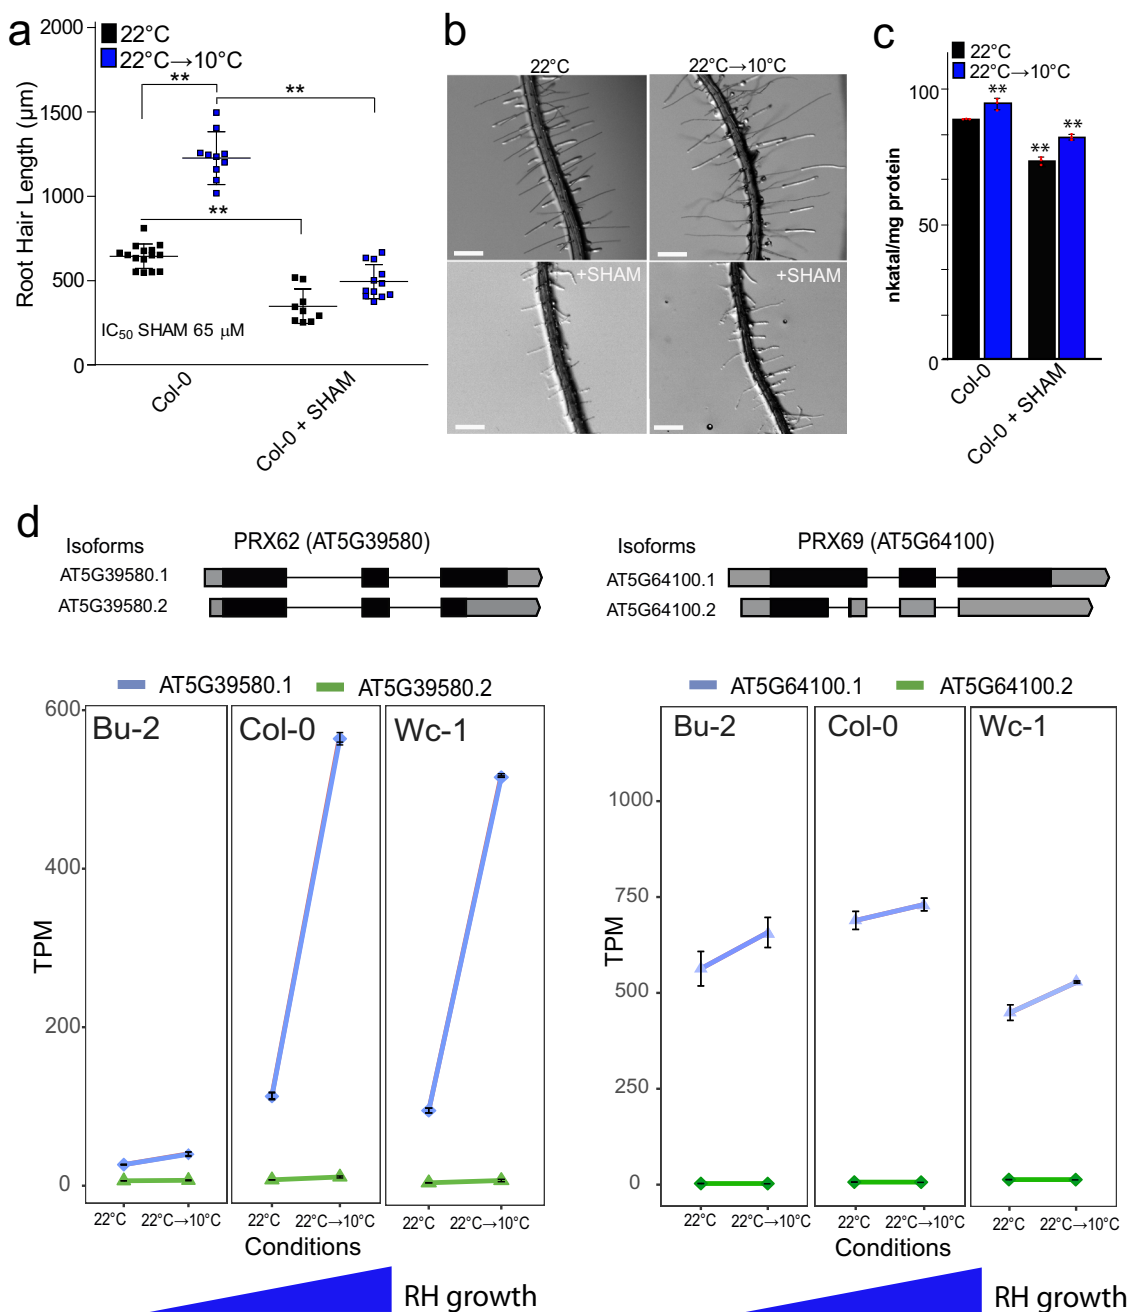 a
2000
22°C
22°C→10°C
**
**
1500
1000
**
500
IC50 SHAM 65 μM
0
Root Hair Length (μm)
Col-0
Col-0 + SHAM
b
22°C
22°C→10°C
+SHAM
+SHAM
c
22°C
22°C→10°C
100
**
**
**
50
0
nkatal/mg protein
Col-0
Col-0 + SHAM
d
Isoforms
PRX62 (AT5G39580)
AT5G39580.1
AT5G39580.2
Isoforms
PRX69 (AT5G64100)
AT5G64100.1
AT5G64100.2
AT5G39580.1
AT5G39580.2
600
Bu-2
Col-0
Wc-1
400
TPM
200
0
22°C
22°C→10°C
22°C
22°C→10°C
22°C
22°C→10°C
Conditions
RH growth
AT5G64100.1
AT5G64100.2
Bu-2
Col-0
Wc-1
1000
750
TPM
500
250
0
22°C
22°C→10°C
22°C
22°C→10°C
22°C
22°C→10°C
Conditions
RH growth